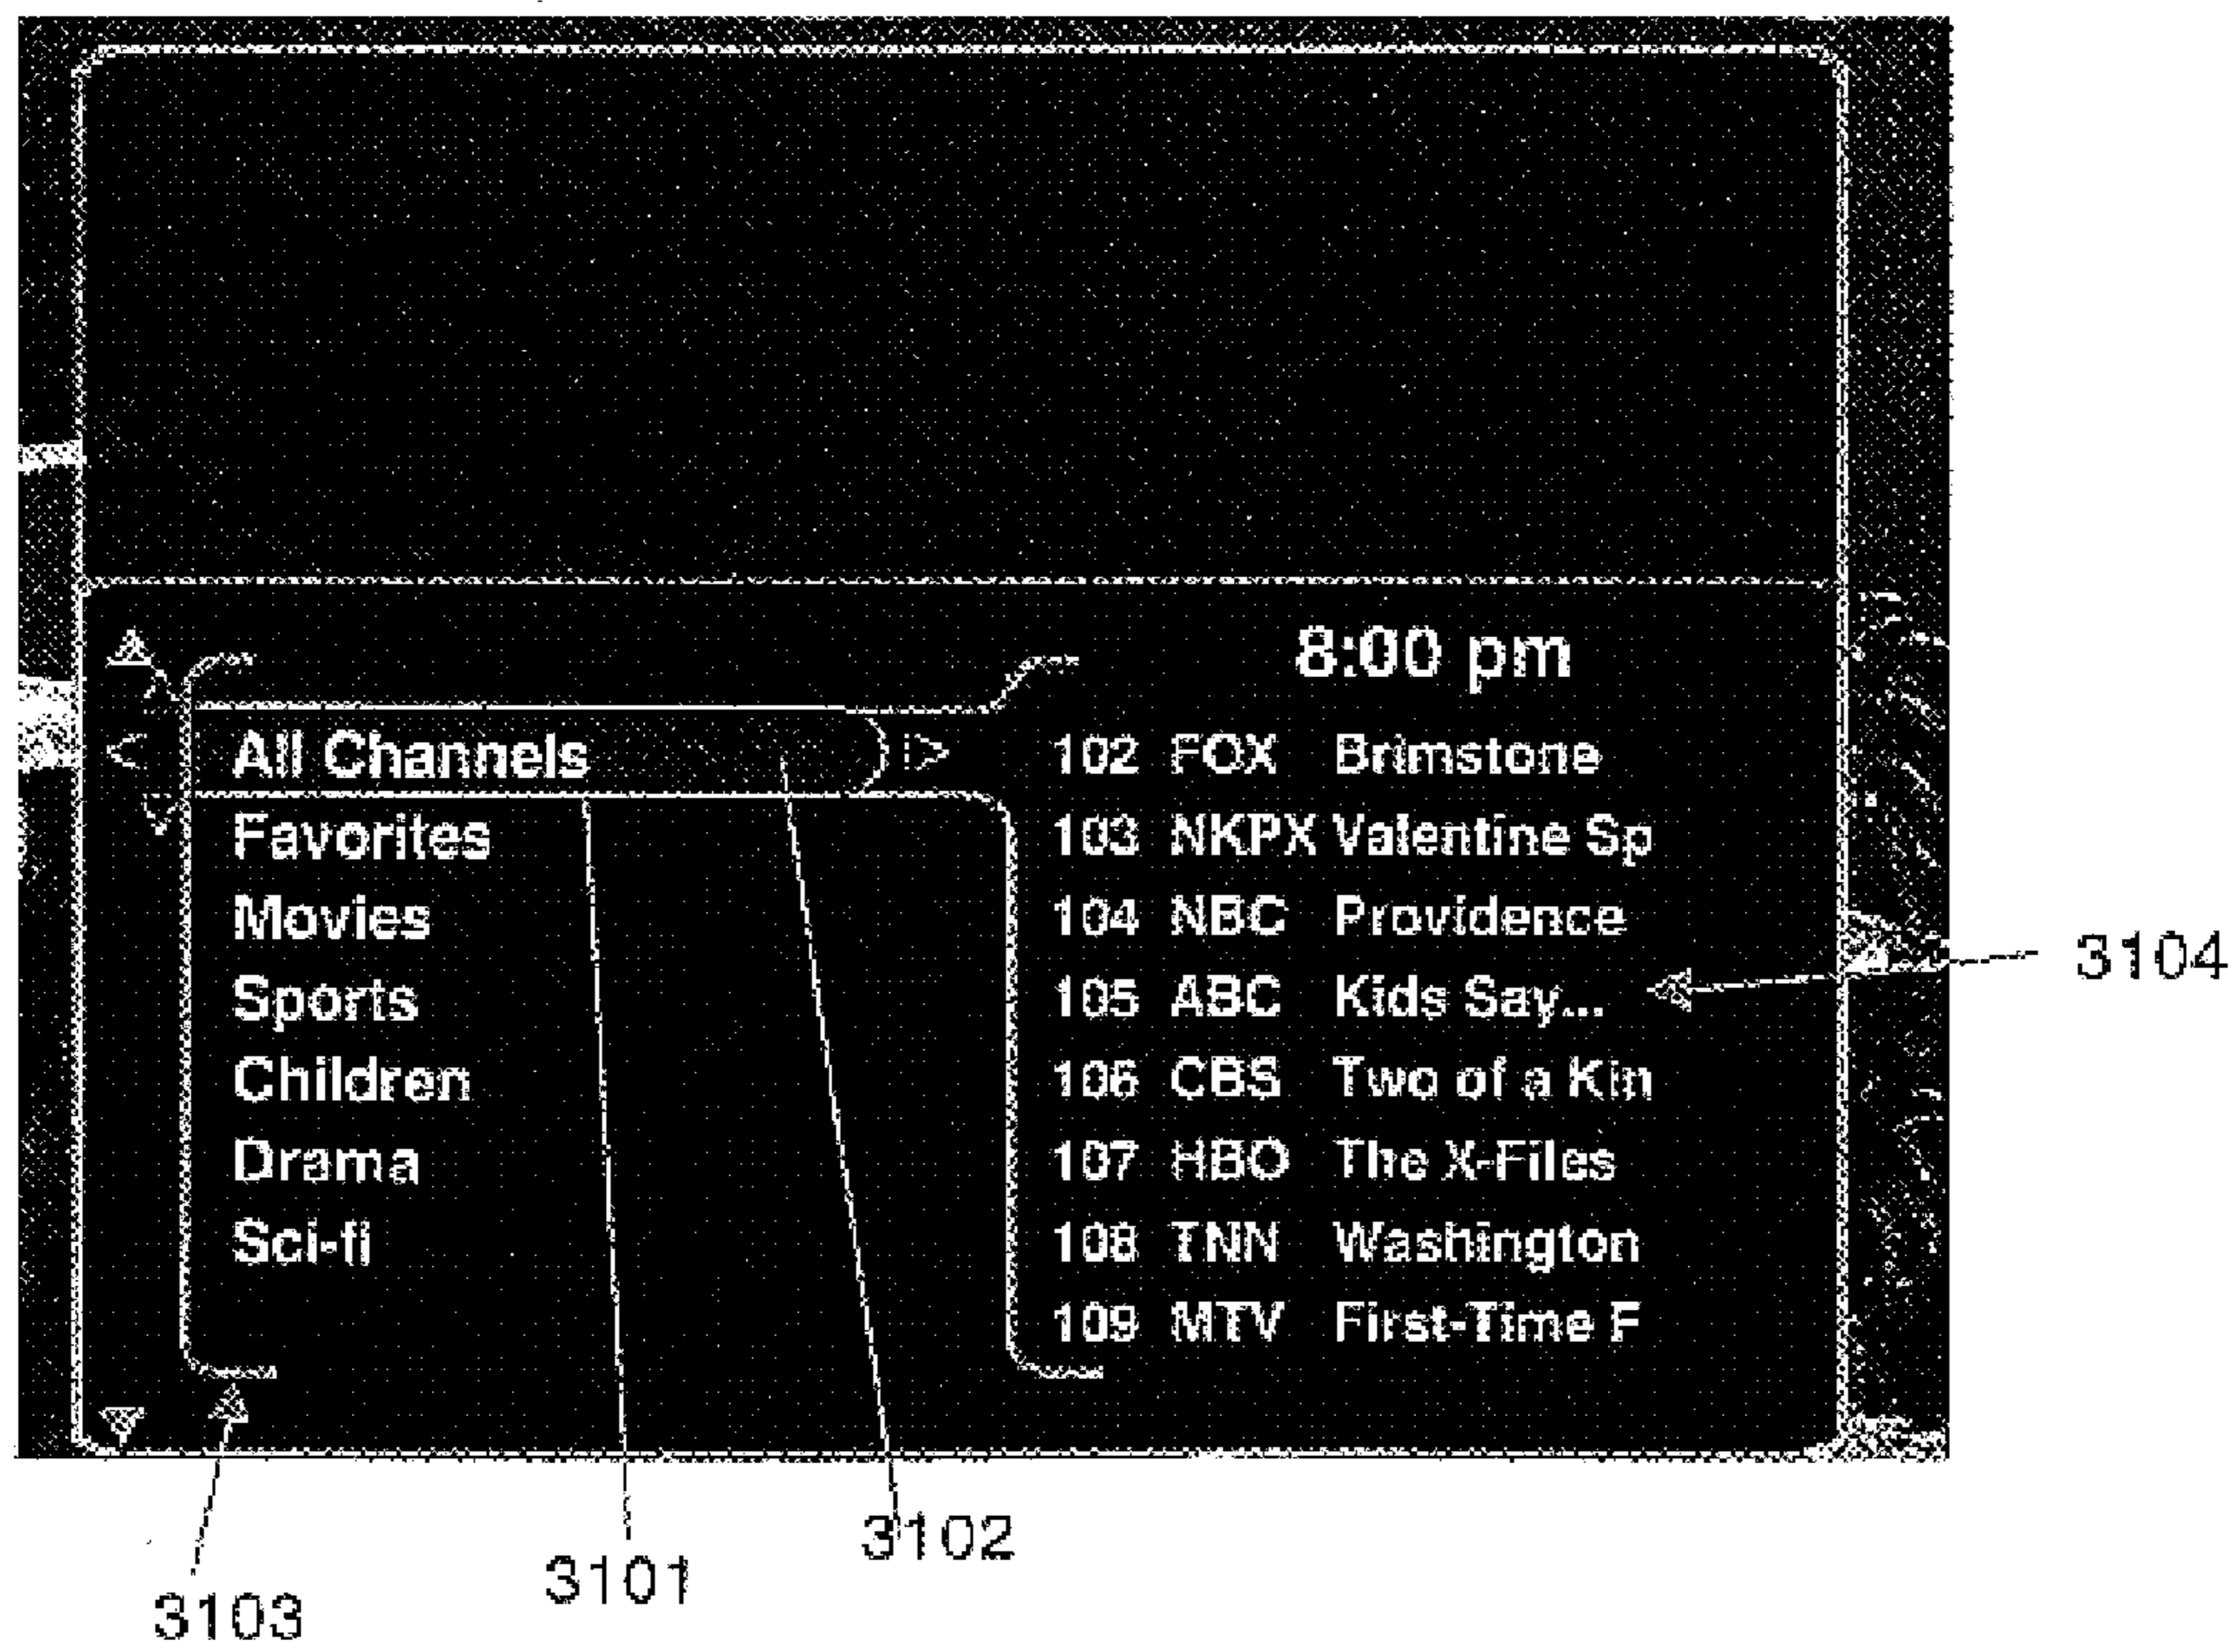 8:00 pm
All Channels
Favorites
Movies
Sports
Children
Drama
Sci-fi
102 FOX Brimstone
103 NKPX Valentine Sp
104 NBC Providence
105 ABC Kids Say...
106 CBS Two of a Kin
107 HBO The X-Files
108 TNN Washington
109 MTV First-Time F
3104
3102
3101
3103